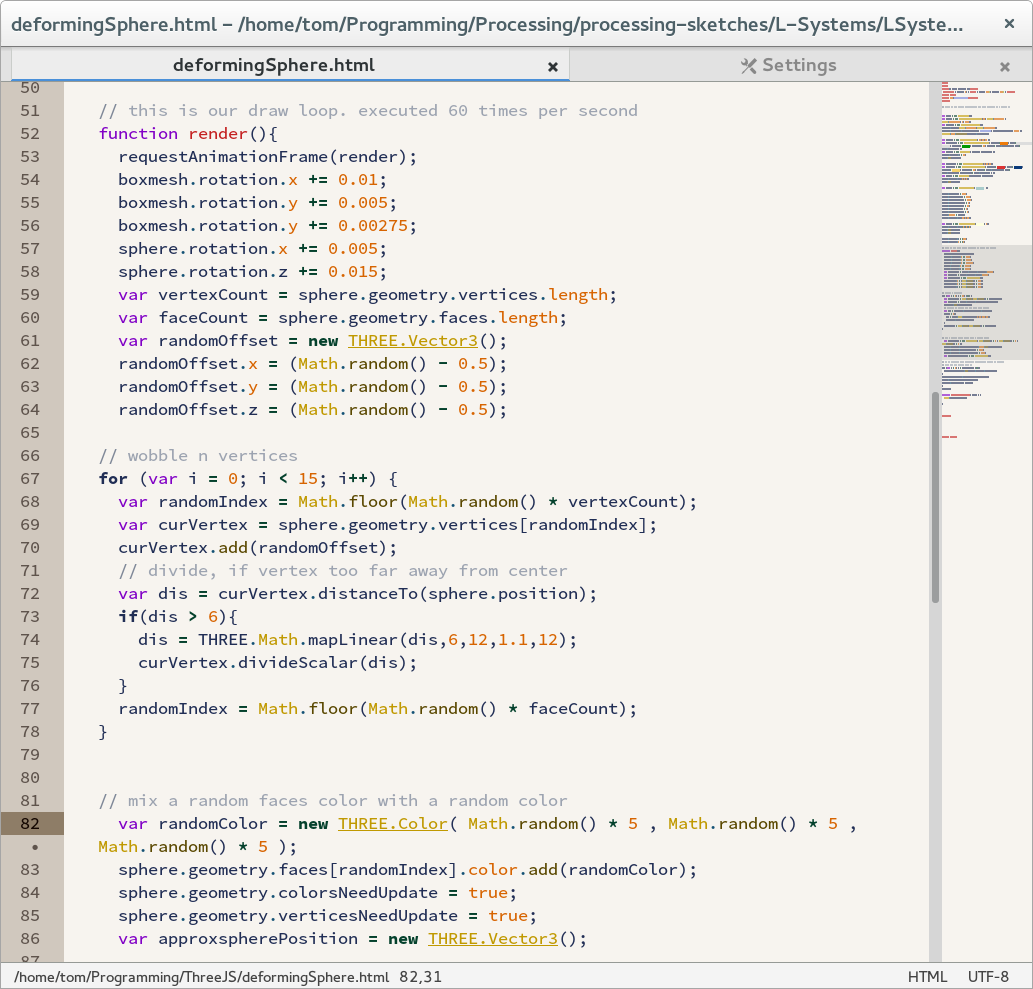 deformingSphere.html – /home/tom/Programming/Processing/processing-sketches/L-Systems/LSyste...
deformingSphere.html
Settings
50
51 // this is our draw loop. executed 60 times per second
52 function render(){
53 requestAnimationFrame(render);
54 boxmesh.rotation.x += 0.01;
55 boxmesh.rotation.y += 0.005;
56 boxmesh.rotation.y += 0.00275;
57 sphere.rotation.x += 0.005;
58 sphere.rotation.z += 0.015;
59 var vertexCount = sphere.geometry.vertices.length;
60 var faceCount = sphere.geometry.faces.length;
61 var randomOffset = new THREE.Vector3();
62 randomOffset.x = (Math.random() - 0.5);
63 randomOffset.y = (Math.random() - 0.5);
64 randomOffset.z = (Math.random() - 0.5);
65
66 // wobble n vertices
67 for (var i = 0; i < 15; i++) {
68 var randomIndex = Math.floor(Math.random() * vertexCount);
69 var curVertex = sphere.geometry.vertices[randomIndex];
70 curVertex.add(randomOffset);
71 // divide, if vertex too far away from center
72 var dis = curVertex.distanceTo(sphere.position);
73 if(dis > 6){
74 dis = THREE.Math.mapLinear(dis,6,12,1.1,12);
75 curVertex.divideScalar(dis);
76 }
77 randomIndex = Math.floor(Math.random() * faceCount);
78 }
79
80
81 // mix a random faces color with a random color
82 var randomColor = new THREE.Color( Math.random() * 5 , Math.random() * 5 ,
• Math.random() * 5 );
83 sphere.geometry.faces[randomIndex].color.add(randomColor);
84 sphere.geometry.colorsNeedUpdate = true;
85 sphere.geometry.verticesNeedUpdate = true;
86 var approxspherePosition = new THREE.Vector3();
87
/home/tom/Programming/ThreeJS/deformingSphere.html 82,31 HTML UTF-8